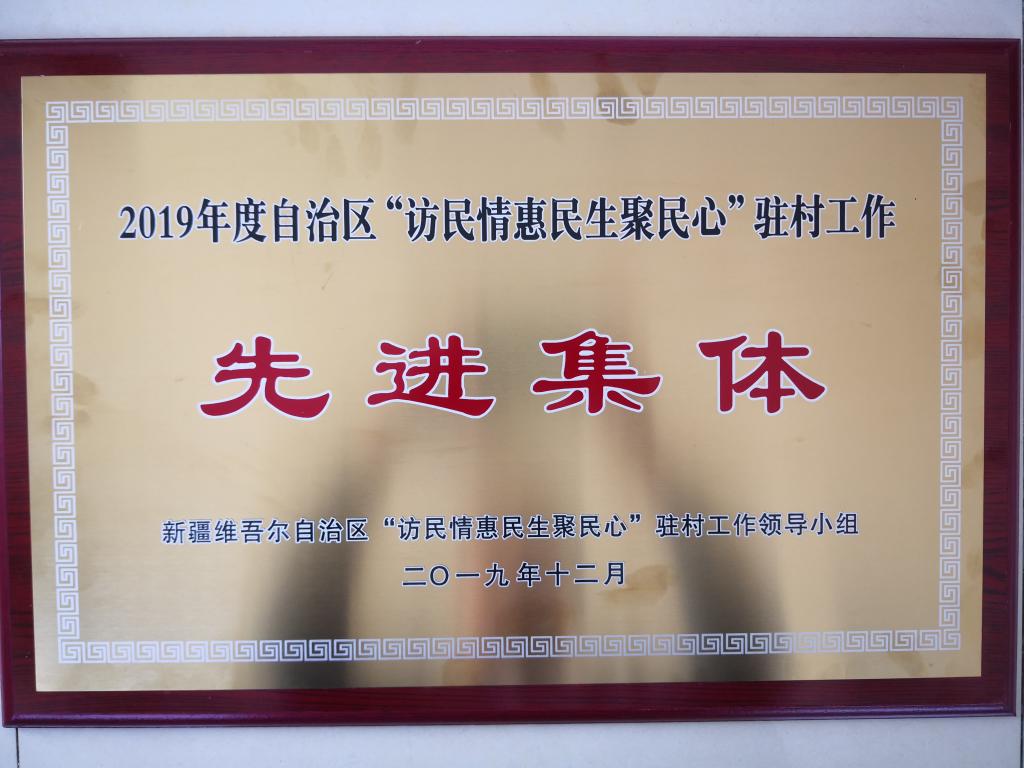 2019年度自治区“访民情惠民生聚民心”驻村工作
先进集体
新疆维吾尔自治区“访民情惠民生聚民心”驻村工作领导小组
二〇一九年十二月